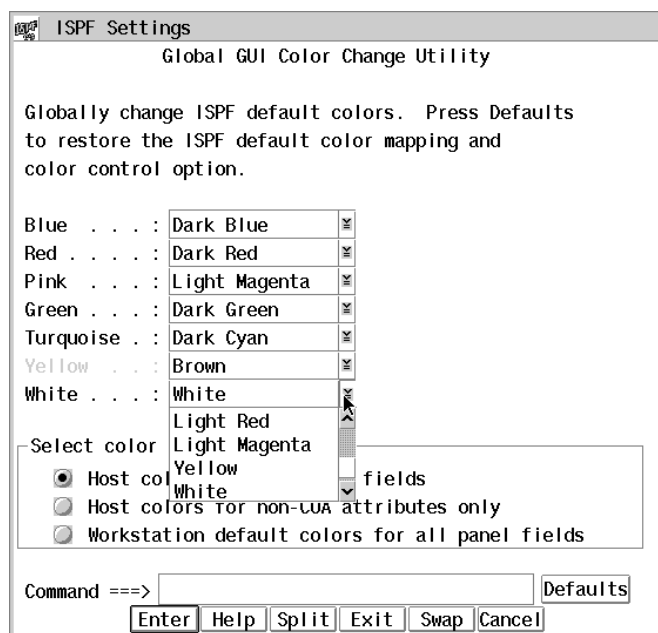 ISPF Settings
Global GUI Color Change Utility
Globally change ISPF default colors. Press Defaults
to restore the ISPF default color mapping and
color control option.
Blue . . . : Dark Blue
Red . . . . : Dark Red
Pink . . . : Light Magenta
Green . . . : Dark Green
Turquoise . : Dark Cyan
Yellow . . : Brown
White . . . : White
Light Red
Select color Light Magenta
Yellow
Host col fields
White
Host colors for non-CUA attributes only
Workstation default colors for all panel fields
Command ===> Defaults
Enter Help Split Exit Swap Cancel